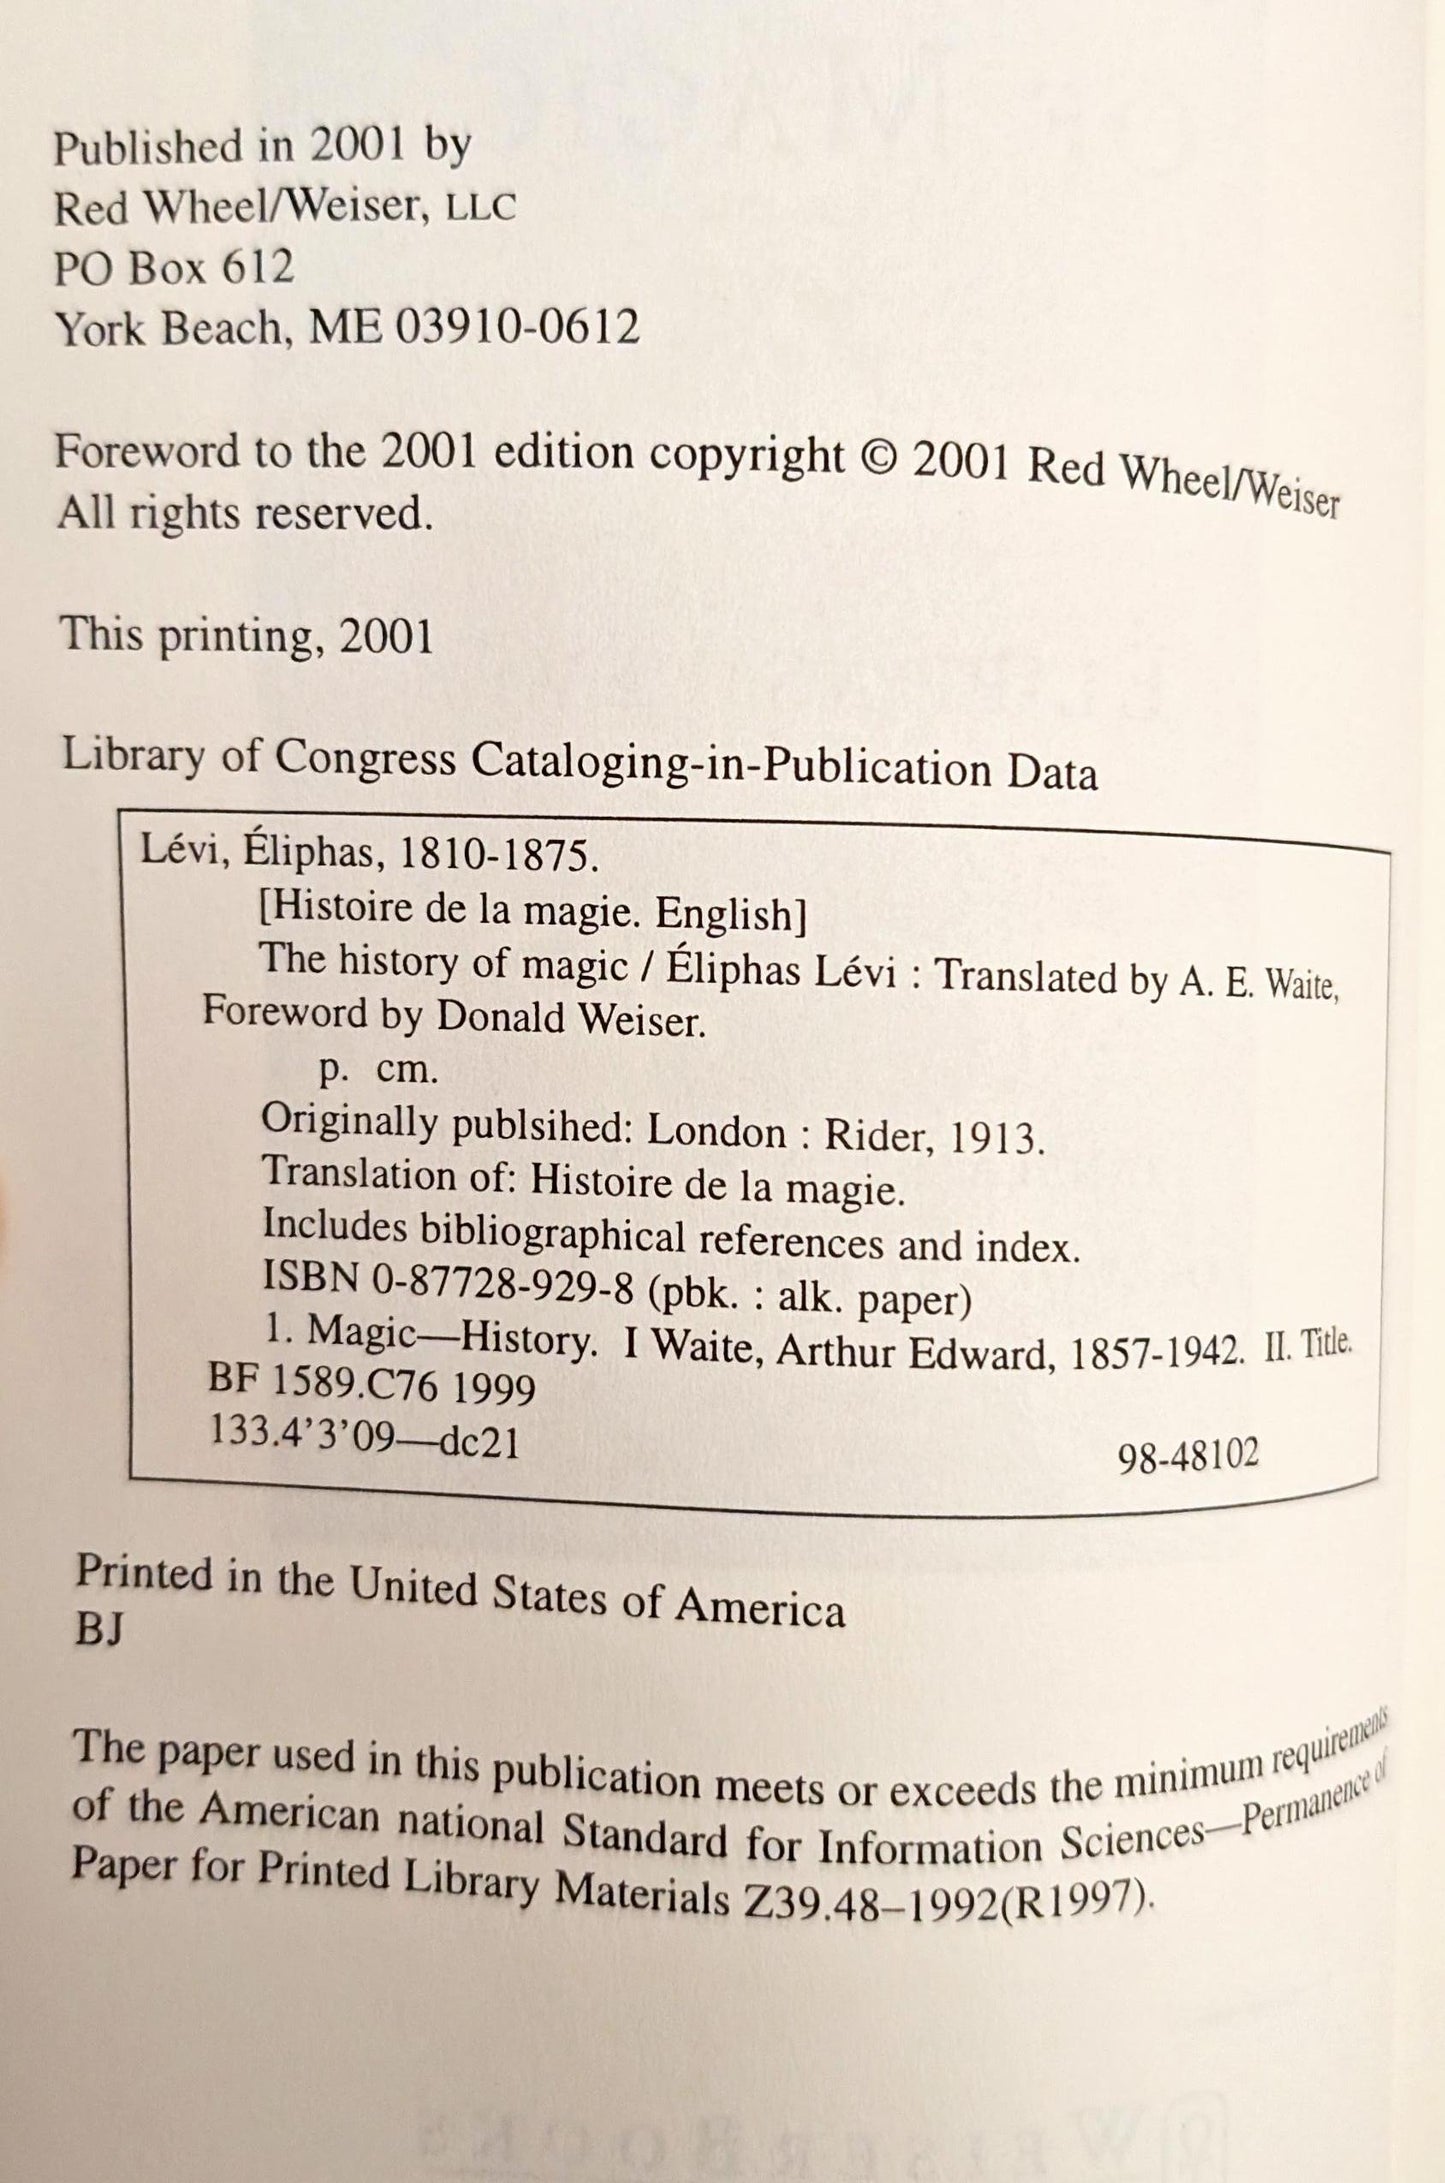 Published in 2001 by
Red Wheel/Weiser, LLC
PO Box 612
York Beach, ME 03910-0612
Foreword to the 2001 edition copyright © 2001 Red Wheel/Weiser
All rights reserved.
This printing, 2001
Library of Congress Cataloging-in-Publication Data
Lévi, Éliphas, 1810-1875.
[Histoire de la magie. English]
The history of magic / Éliphas Lévi : Translated by A. E. Waite,
Foreword by Donald Weiser.
p. cm.
Originally publsihed: London : Rider, 1913.
Translation of: Histoire de la magie.
Includes bibliographical references and index.
ISBN 0-87728-929-8 (pbk. : alk. paper)
1. Magic—History. I Waite, Arthur Edward, 1857-1942. II. Title.
BF 1589.C76 1999
133.4’3’09—dc21 98-48102
Printed in the United States of America
BJ
The paper used in this publication meets or exceeds the minimum requirements
of the American national Standard for Information Sciences—Permanence of
Paper for Printed Library Materials Z39.48–1992(R1997).